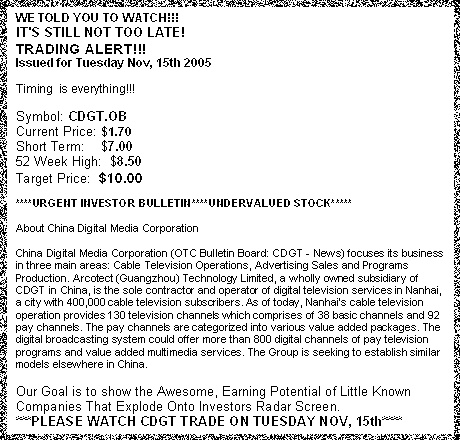 WE TOLD YOU TO WATCH!!!
IT'S STILL NOT TOO LATE!
TRADING ALERT!!!
Issued for Tuesday Nov, 15th 2005
Timing is everything!!!
Symbol: CDGT.OB
Current Price: $1.70
Short Term: $7.00
52 Week High: $8.50
Target Price: $10.00
****URGENT INVESTOR BULLETIN****UNDERVALUED STOCK*****
About China Digital Media Corporation
China Digital Media Corporation (OTC Bulletin Board: CDGT - News) focuses its business
in three main areas: Cable Television Operations, Advertising Sales and Programs
Production. Arcotect (Guangzhou) Technology Limited, a wholly owned subsidiary of
CDGT in China, is the sole contractor and operator of digital television services in Nanhai,
a city with 400,000 cable television subscribers. As of today, Nanhai's cable television
operation provides 130 television channels which comprises of 38 basic channels and 92
pay channels. The pay channels are categorized into various value added packages. The
digital broadcasting system could offer more than 800 digital channels of pay television
programs and value added multimedia services. The Group is seeking to establish similar
models elsewhere in China.
Our Goal is to show the Awesome, Earning Potential of Little Known
Companies That Explode Onto Investors Radar Screen.
****PLEASE WATCH CDGT TRADE ON TUESDAY NOV, 15th****